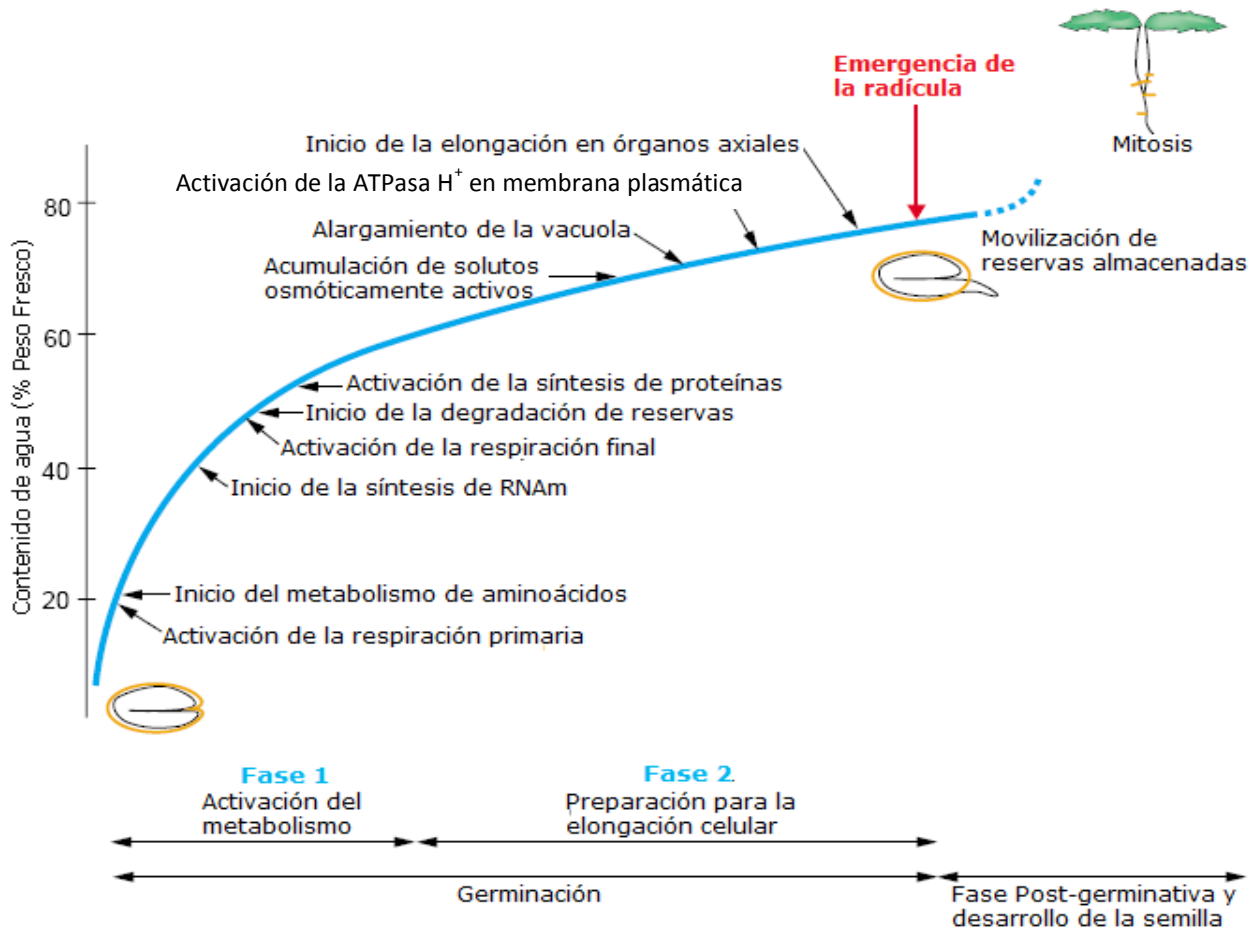 Emergencia de
la radícula
Mitosis
Inicio de la elongación en órganos axiales
Activación de la ATPasa H⁺ en membrana plasmática
80
Alargamiento de la vacuola
Movilización de
reservas almacenadas
Acumulación de solutos
osmóticamente activos
Contenido de agua (% Peso Fresco)
60
Activación de la síntesis de proteínas
Inicio de la degradación de reservas
Activación de la respiración final
40
Inicio de la síntesis de RNAm
20
Inicio del metabolismo de aminoácidos
Activación de la respiración primaria
Fase 1
Activación del
metabolismo
Fase 2
Preparación para la
elongación celular
Germinación
Fase Post-germinativa y
desarrollo de la semilla